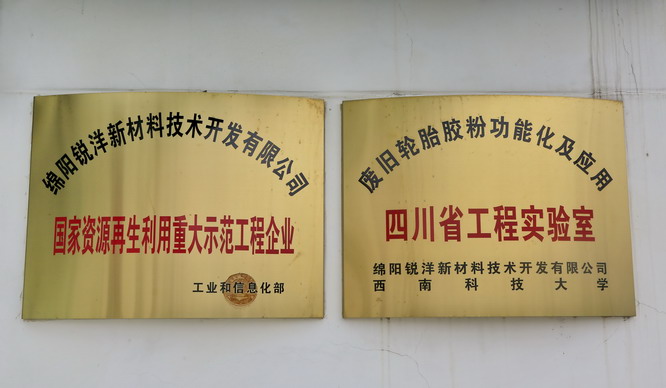 绵阳锐洋新材料技术开发有限公司
国家资源再生利用重大示范工程企业
工业和信息化部
废旧轮胎胶粉功能化及应用
四川省工程实验室
绵阳锐洋新材料技术开发有限公司
西南科技大学